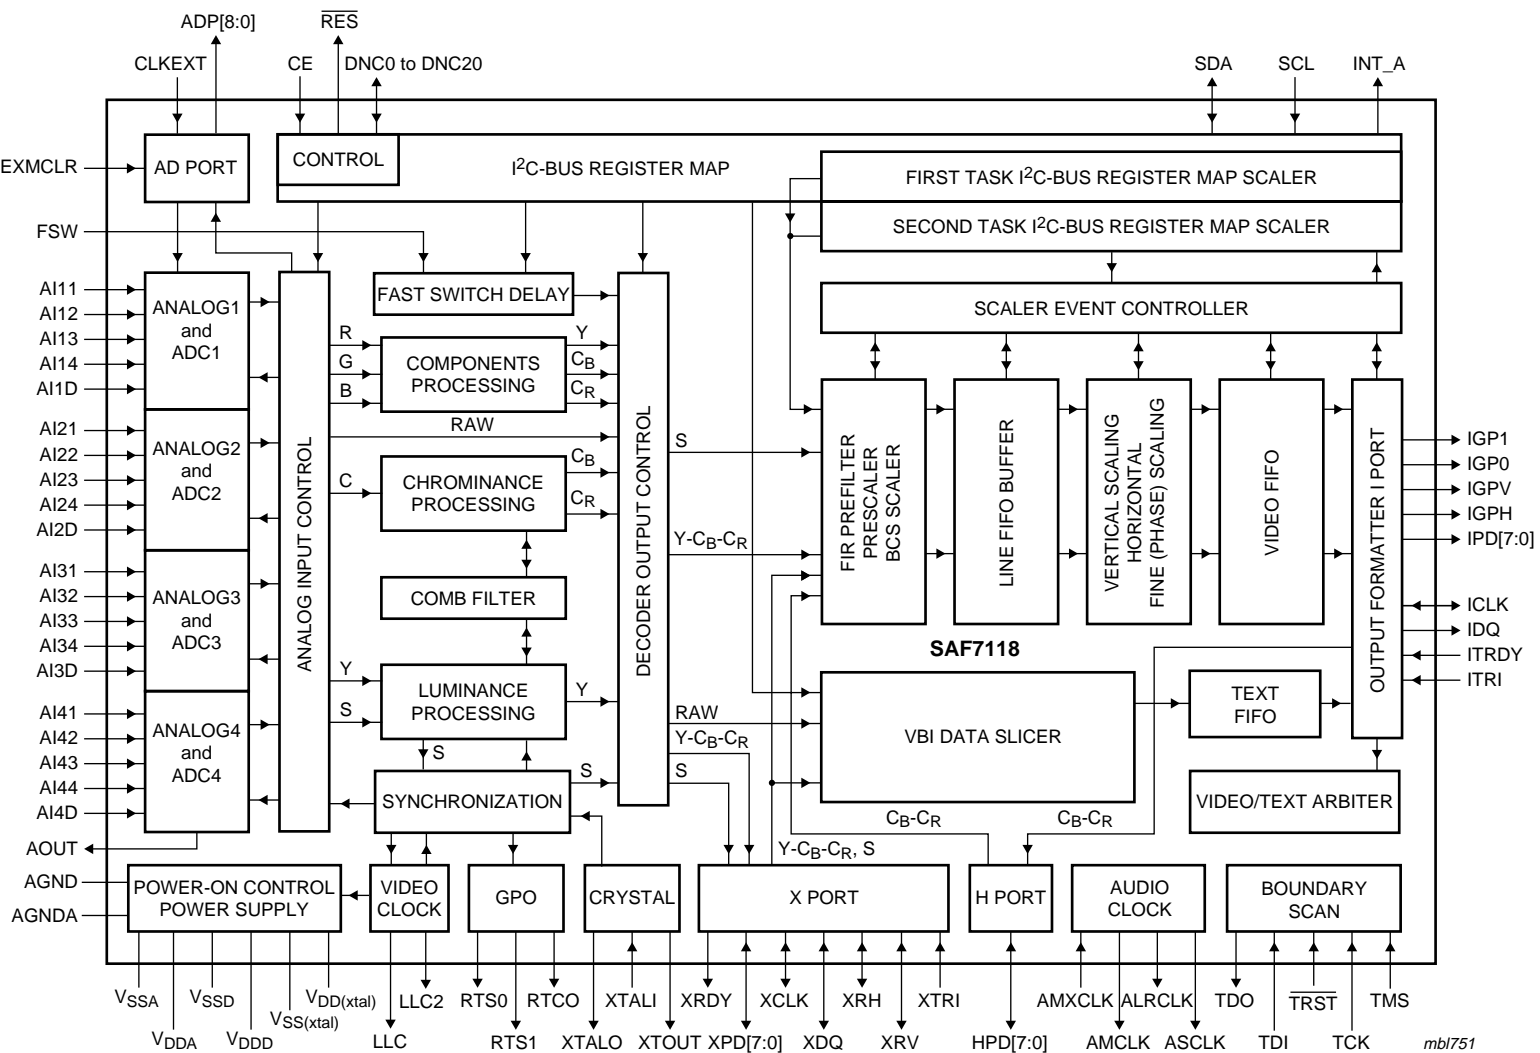 ADP[8:0]
RES
CLKEXT
CE
DNC0 to DNC20
SDA
SCL
INT_A
EXMCLR
AD PORT
CONTROL
I2C-BUS REGISTER MAP
FIRST TASK I2C-BUS REGISTER MAP SCALER
SECOND TASK I2C-BUS REGISTER MAP SCALER
FSW
AI11
AI12
AI13
AI14
AI1D
ANALOG1
and
ADC1
AI21
AI22
AI23
AI24
AI2D
ANALOG2
and
ADC2
AI31
AI32
AI33
AI34
AI3D
ANALOG3
and
ADC3
AI41
AI42
AI43
AI44
AI4D
ANALOG4
and
ADC4
AOUT
AGND
AGNDA
ANALOG INPUT CONTROL
FAST SWITCH DELAY
R
G
B
COMPONENTS
PROCESSING
Y
CB
CR
RAW
C
CHROMINANCE
PROCESSING
CB
CR
COMB FILTER
Y
S
LUMINANCE
PROCESSING
Y
S
SYNCHRONIZATION
S
DECODER OUTPUT CONTROL
S
Y-CB-CR
RAW
Y-CB-CR
S
SCALER EVENT CONTROLLER
FIR PREFILTER
PRESCALER
BCS SCALER
LINE FIFO BUFFER
VERTICAL SCALING
HORIZONTAL
FINE (PHASE) SCALING
VIDEO FIFO
OUTPUT FORMATTER I PORT
SAF7118
VBI DATA SLICER
TEXT
FIFO
VIDEO/TEXT ARBITER
CB-CR
CB-CR
Y-CB-CR, S
IGP1
IGP0
IGPV
IGPH
IPD[7:0]
ICLK
IDQ
ITRDY
ITRI
POWER-ON CONTROL
POWER SUPPLY
VIDEO
CLOCK
GPO
CRYSTAL
X PORT
H PORT
AUDIO
CLOCK
BOUNDARY
SCAN
VSSA
VSSD
VDD(xtal)
LLC2
RTS0
RTCO
XTALI
XRDY
XCLK
XRH
XTRI
AMXCLK
ALRCLK
TDO
TRST
TMS
VDDA
VDDD
VSS(xtal)
LLC
RTS1
XTALO
XTOUT
XPD[7:0]
XDQ
XRV
HPD[7:0]
AMCLK
ASCLK
TDI
TCK
mbl751